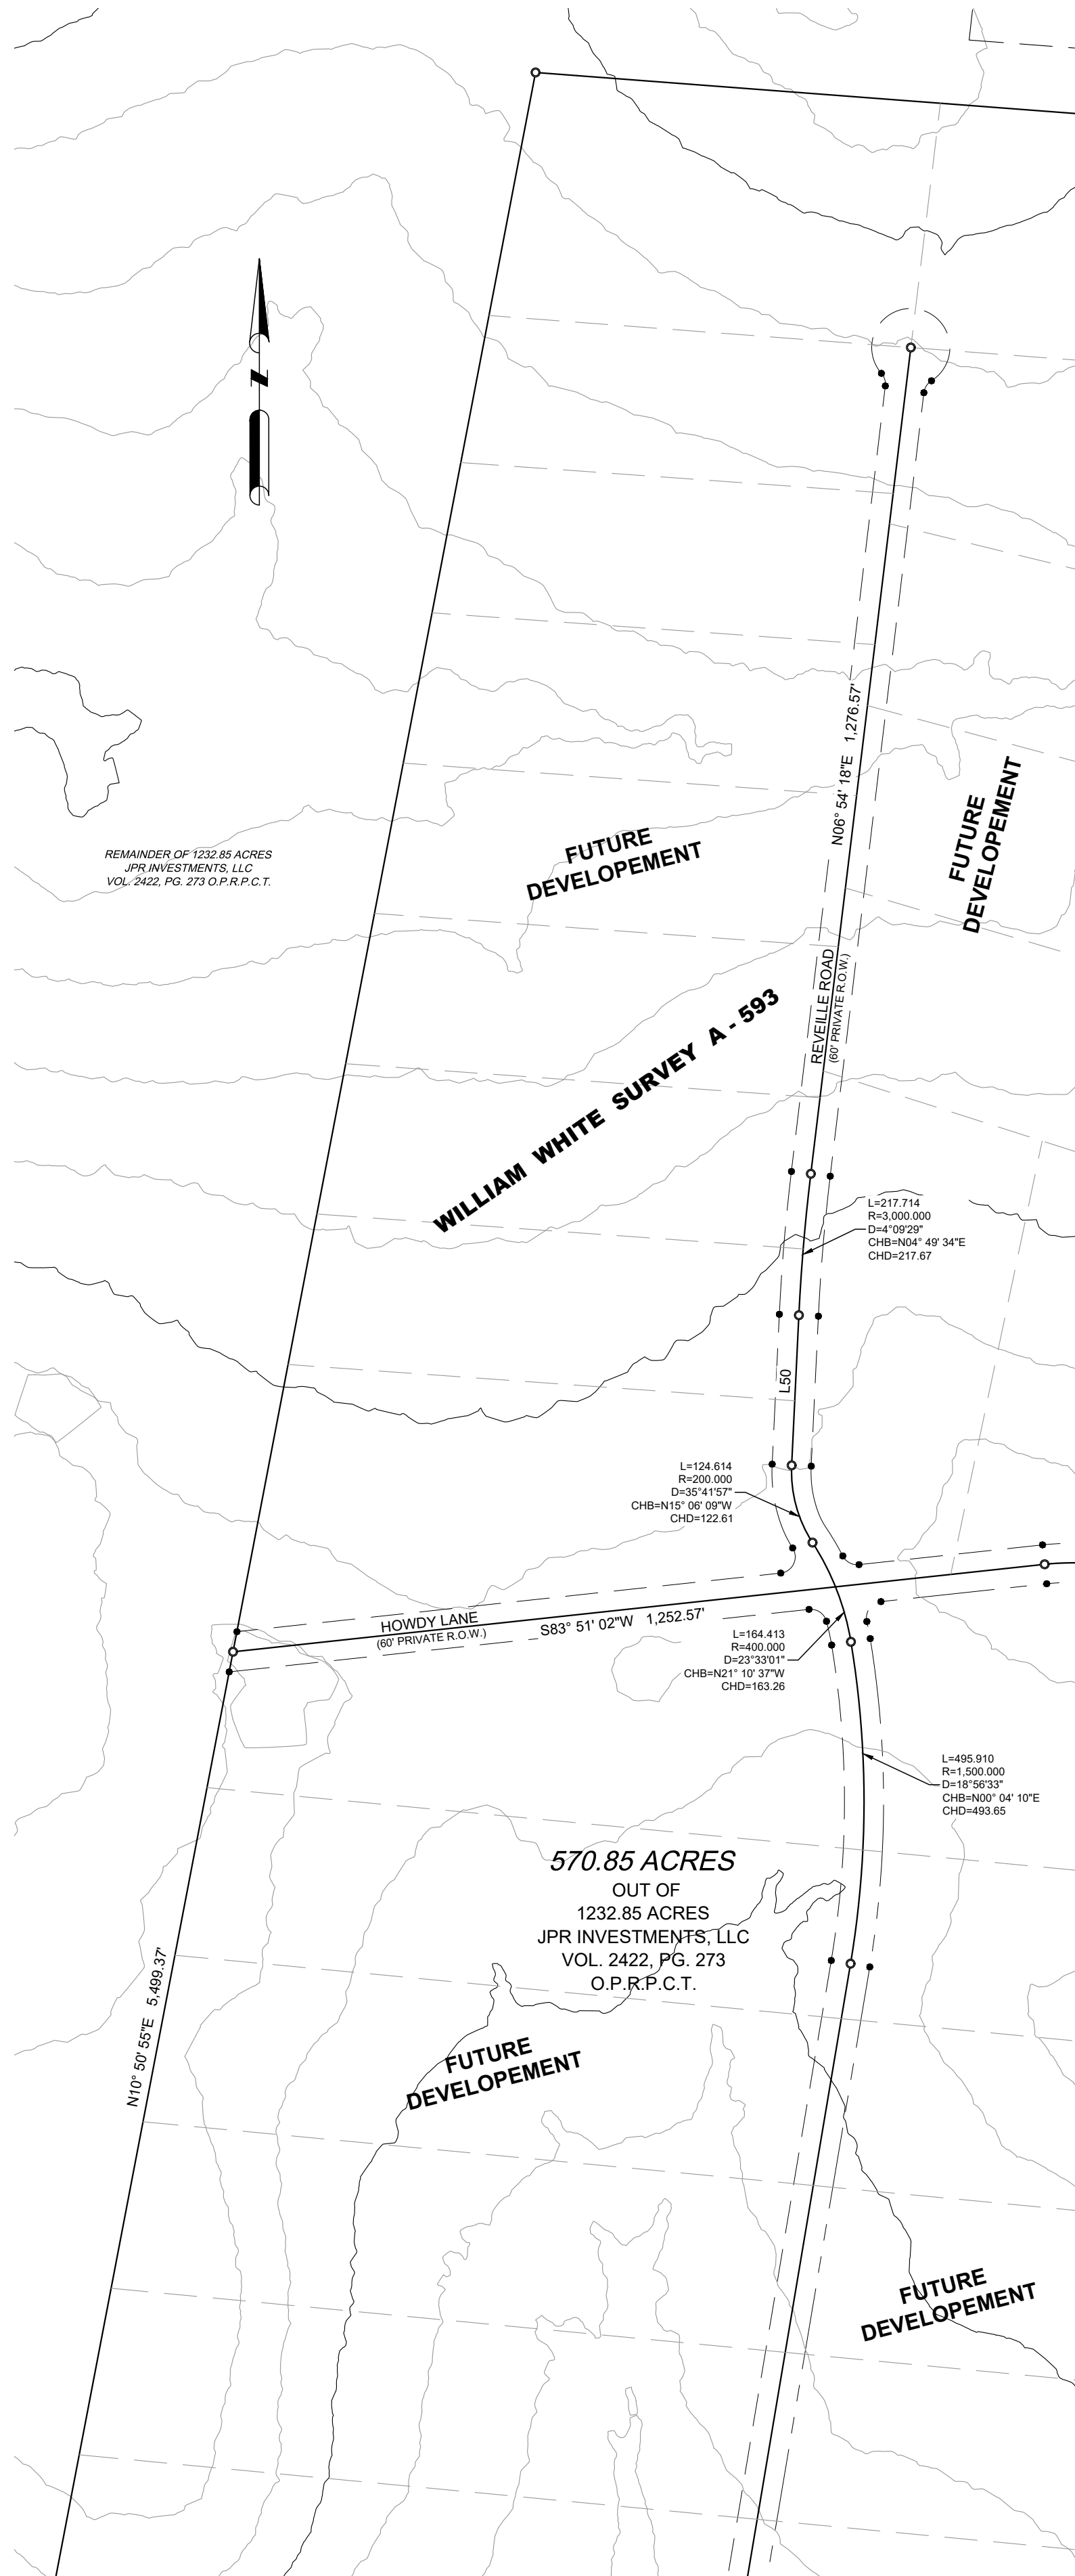 N
N06° 54' 18"E 1,276.57'
FUTURE
DEVELOPEMENT
FUTURE
DEVELOPEMENT
REMAINDER OF 1232.85 ACRES
JPR INVESTMENTS, LLC
VOL. 2422, PG. 273 O.P.R.P.C.T.
REVEILLE ROAD
(60' PRIVATE R.O.W.)
WILLIAM WHITE SURVEY A - 593
L=217.714
R=3,000.000
D=4°09'29"
CHB=N04° 49' 34"E
CHD=217.67
L50
L=124.614
R=200.000
D=35°41'57"
CHB=N15° 06' 09"W
CHD=122.61
HOWDY LANE
(60' PRIVATE R.O.W.)
S83° 51' 02"W 1,252.57'
L=164.413
R=400.000
D=23°33'01"
CHB=N21° 10' 37"W
CHD=163.26
L=495.910
R=1,500.000
D=18°56'33"
CHB=N00° 04' 10"E
CHD=493.65
570.85 ACRES
OUT OF
1232.85 ACRES
JPR INVESTMENTS, LLC
VOL. 2422, PG. 273
O.P.R.P.C.T.
N10° 50' 55"E 5,499.37'
FUTURE
DEVELOPEMENT
FUTURE
DEVELOPEMENT